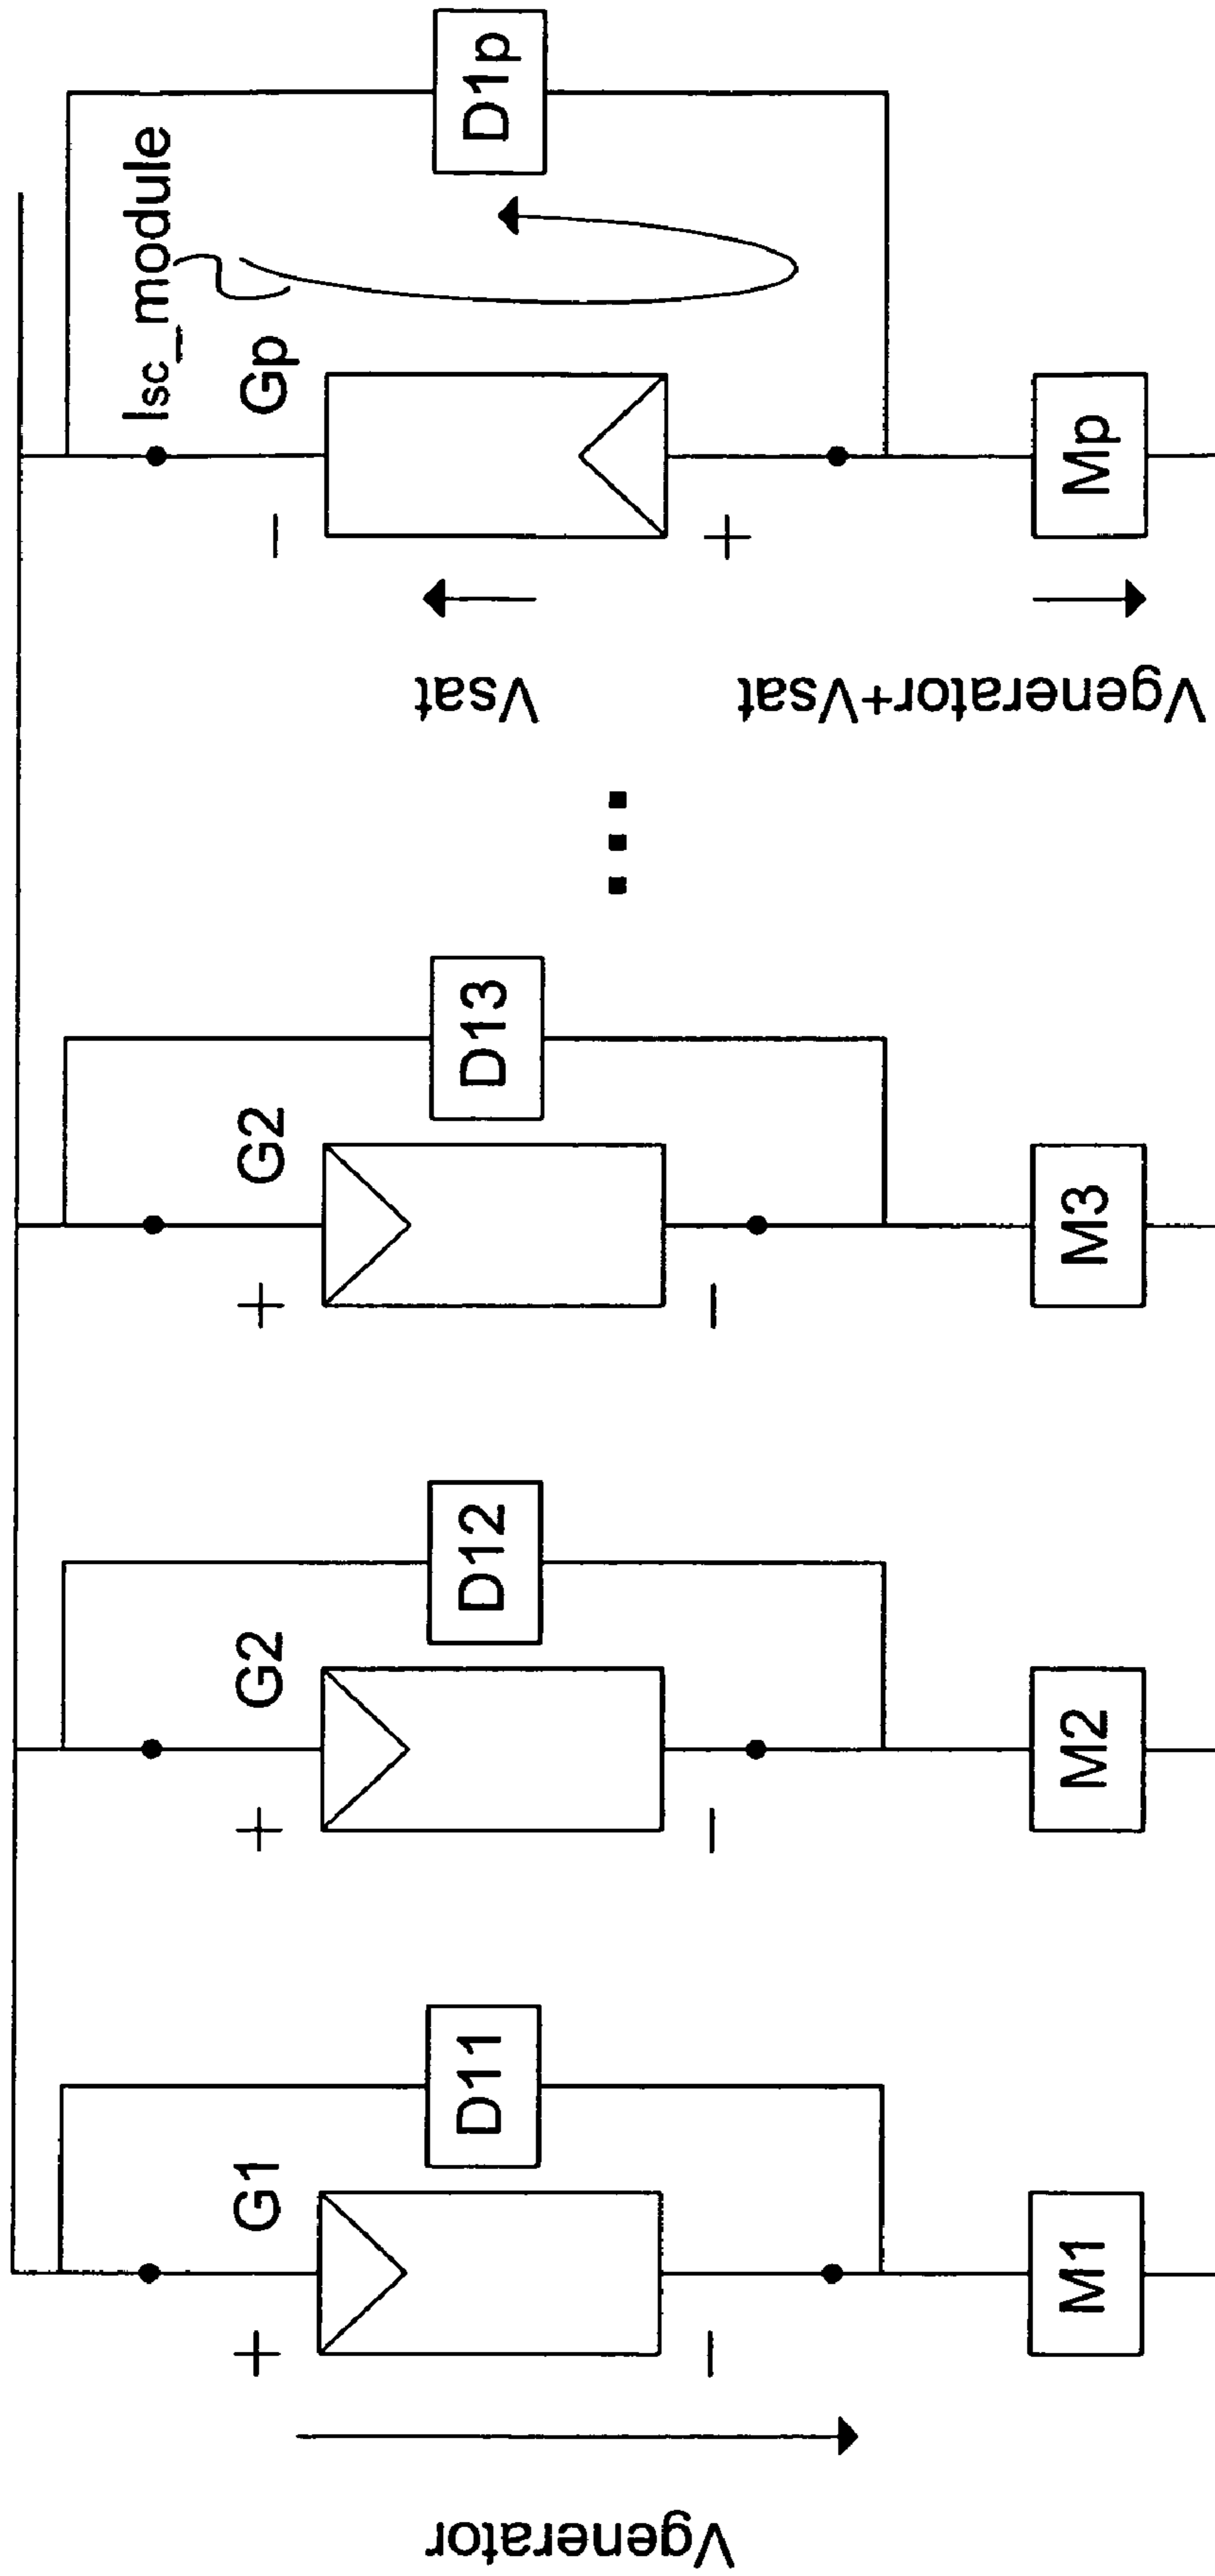 Isc_module
G1
G2
G2
Gp
+
+
+
−
D11
D12
D13
D1p
Vgenerator
Vsat
...
−
−
−
+
Vgenerator+Vsat
M1
M2
M3
Mp